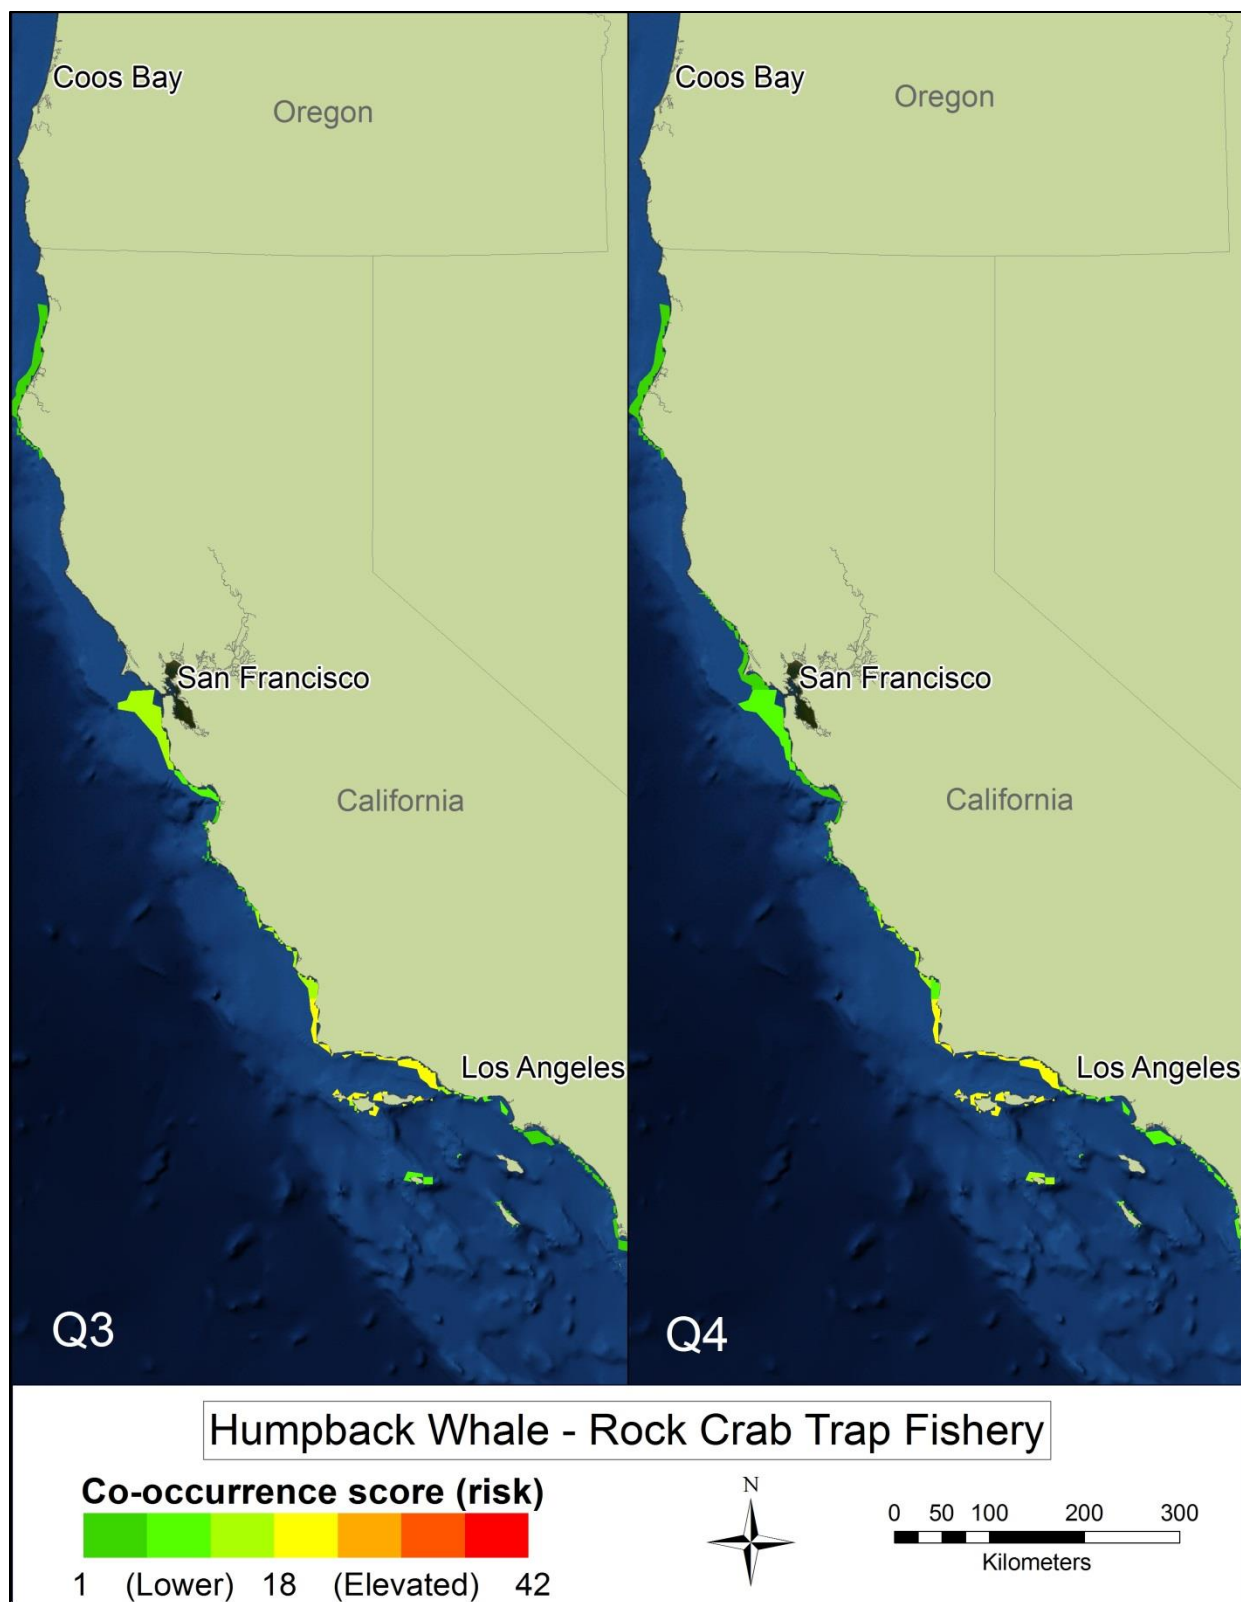 Coos Bay
Oregon
San Francisco
California
Los Angeles
Q3
Coos Bay
Oregon
San Francisco
California
Los Angeles
Q4
Humpback Whale - Rock Crab Trap Fishery
Co-occurrence score (risk)
1 (Lower) 18 (Elevated) 42
N
0 50 100 200 300
Kilometers